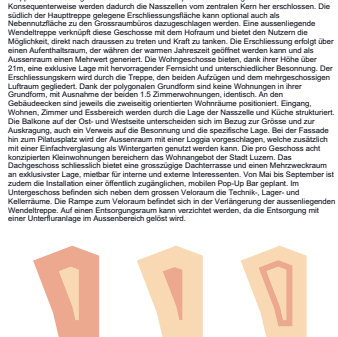 Konsequenterweise werden dadurch die Nasszellen vom zentralen Kern her erschlossen. Die
südlich der Haupttreppe gelegene Erschliessungsfläche kann optional auch als
Nebennutzfläche zu den Grossraumbüros dazugeschlagen werden. Eine aussenliegende
Wendeltreppe verknüpft diese Geschosse mit dem Hofraum und bietet den Nutzern die
Möglichkeit, direkt nach draussen zu treten und Kraft zu tanken. Die Erschliessung erfolgt über
einen Aufenthaltsraum, der währen der warmen Jahreszeit geöffnet werden kann und als
Aussenraum einen Mehrwert generiert. Die Wohngeschosse bieten, dank ihrer Höhe über
21m, eine exklusive Lage mit hervorragender Fernsicht und unterschiedlicher Besonnung. Der
Erschliessungskern wird durch die Treppe, den beiden Aufzügen und dem mehrgeschossigen
Luftraum gegliedert. Dank der polygonalen Grundform sind keine Wohnungen in ihrer
Grundform, mit Ausnahme der beiden 1.5 Zimmerwohnungen, identisch. An den
Gebäudeecken sind jeweils die zweiseitig orientierten Wohnräume positioniert. Eingang,
Wohnen, Zimmer und Essbereich werden durch die Lage der Nasszelle und Küche strukturiert.
Die Balkone auf der Ost- und Westseite unterscheiden sich im Bezug zur Grösse und zur
Auskragung, auch ein Verweis auf die Besonnung und die spezifische Lage. Bei der Fassade
hin zum Pilatusplatz wird der Aussenraum mit einer Loggia vorgeschlagen, welche zusätzlich
mit einer Einfachverglasung als Wintergarten genutzt werden kann. Die pro Geschoss acht
konzipierten Kleinwohnungen bereichern das Wohnangebot der Stadt Luzern. Das
Dachgeschoss schliesslich bietet eine grosszügige Dachterrasse und einen Mehrzweckraum
an exklusivster Lage, mietbar für interne und externe Interessenten. Von Mai bis September ist
zudem die Installation einer öffentlich zugänglichen, mobilen Pop-Up Bar geplant. Im
Untergeschoss befinden sich neben dem grossen Veloraum die Technik-, Lager- und
Kellerräume. Die Rampe zum Veloraum befindet sich in der Verlängerung der aussenliegenden
Wendeltreppe. Auf einen Entsorgungsraum kann verzichtet werden, da die Entsorgung mit
einer Unterfluranlage im Aussenbereich gelöst wird.